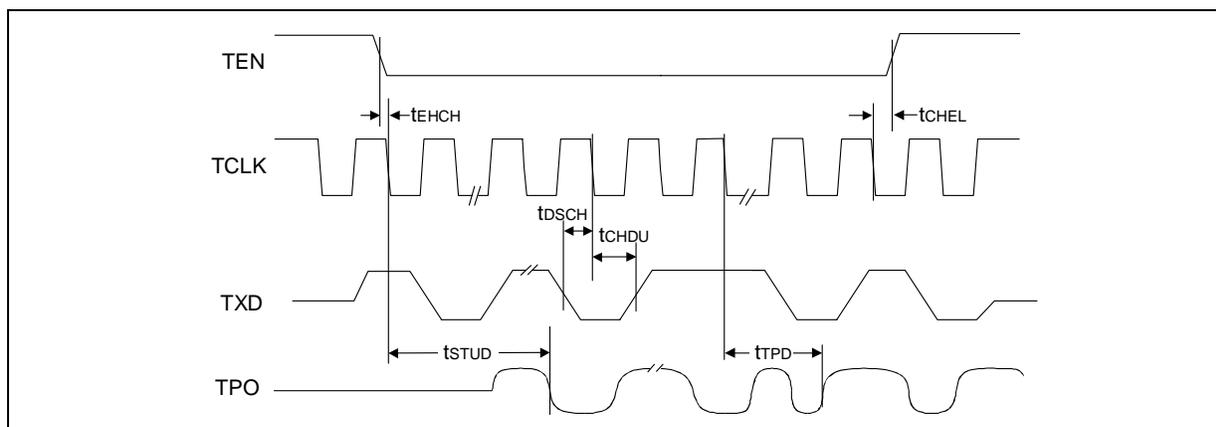 TEN
tEHCH
tCHEL
TCLK
tDSCH
tCHDU
TXD
tSTUD
tTPD
TPO